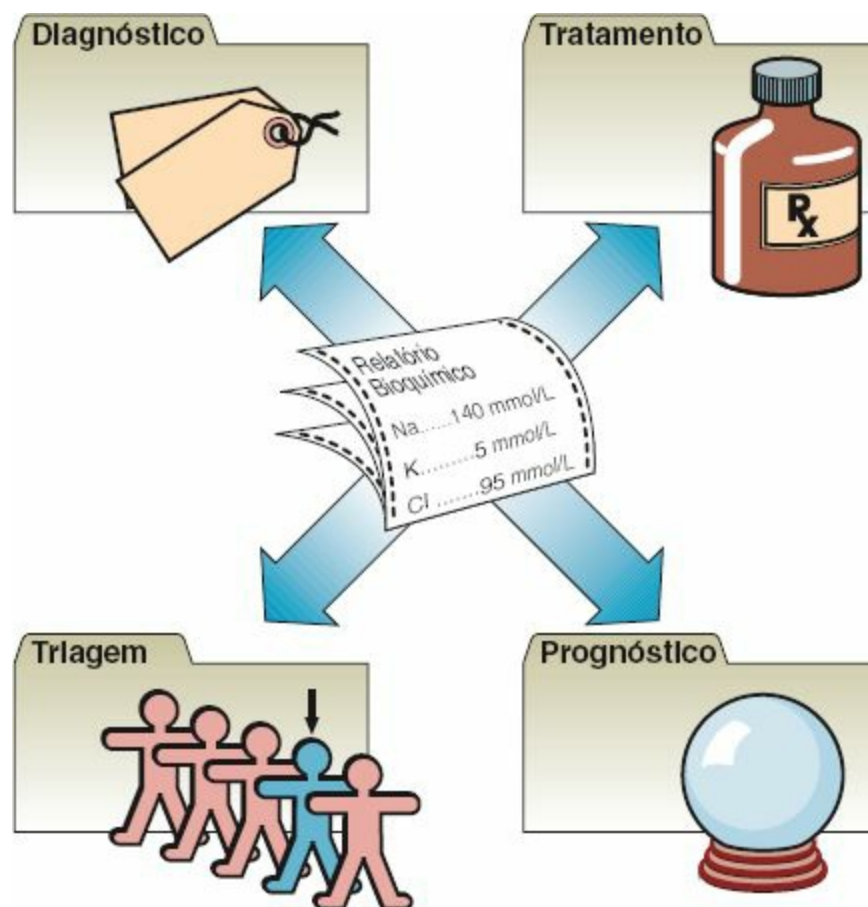 Diagnóstico
Tratamento
Rx
Relatório
Bioquímico
Na.....140 mmol/L
K.........5 mmol/L
Cl .......95 mmol/L
Triagem
Prognóstico